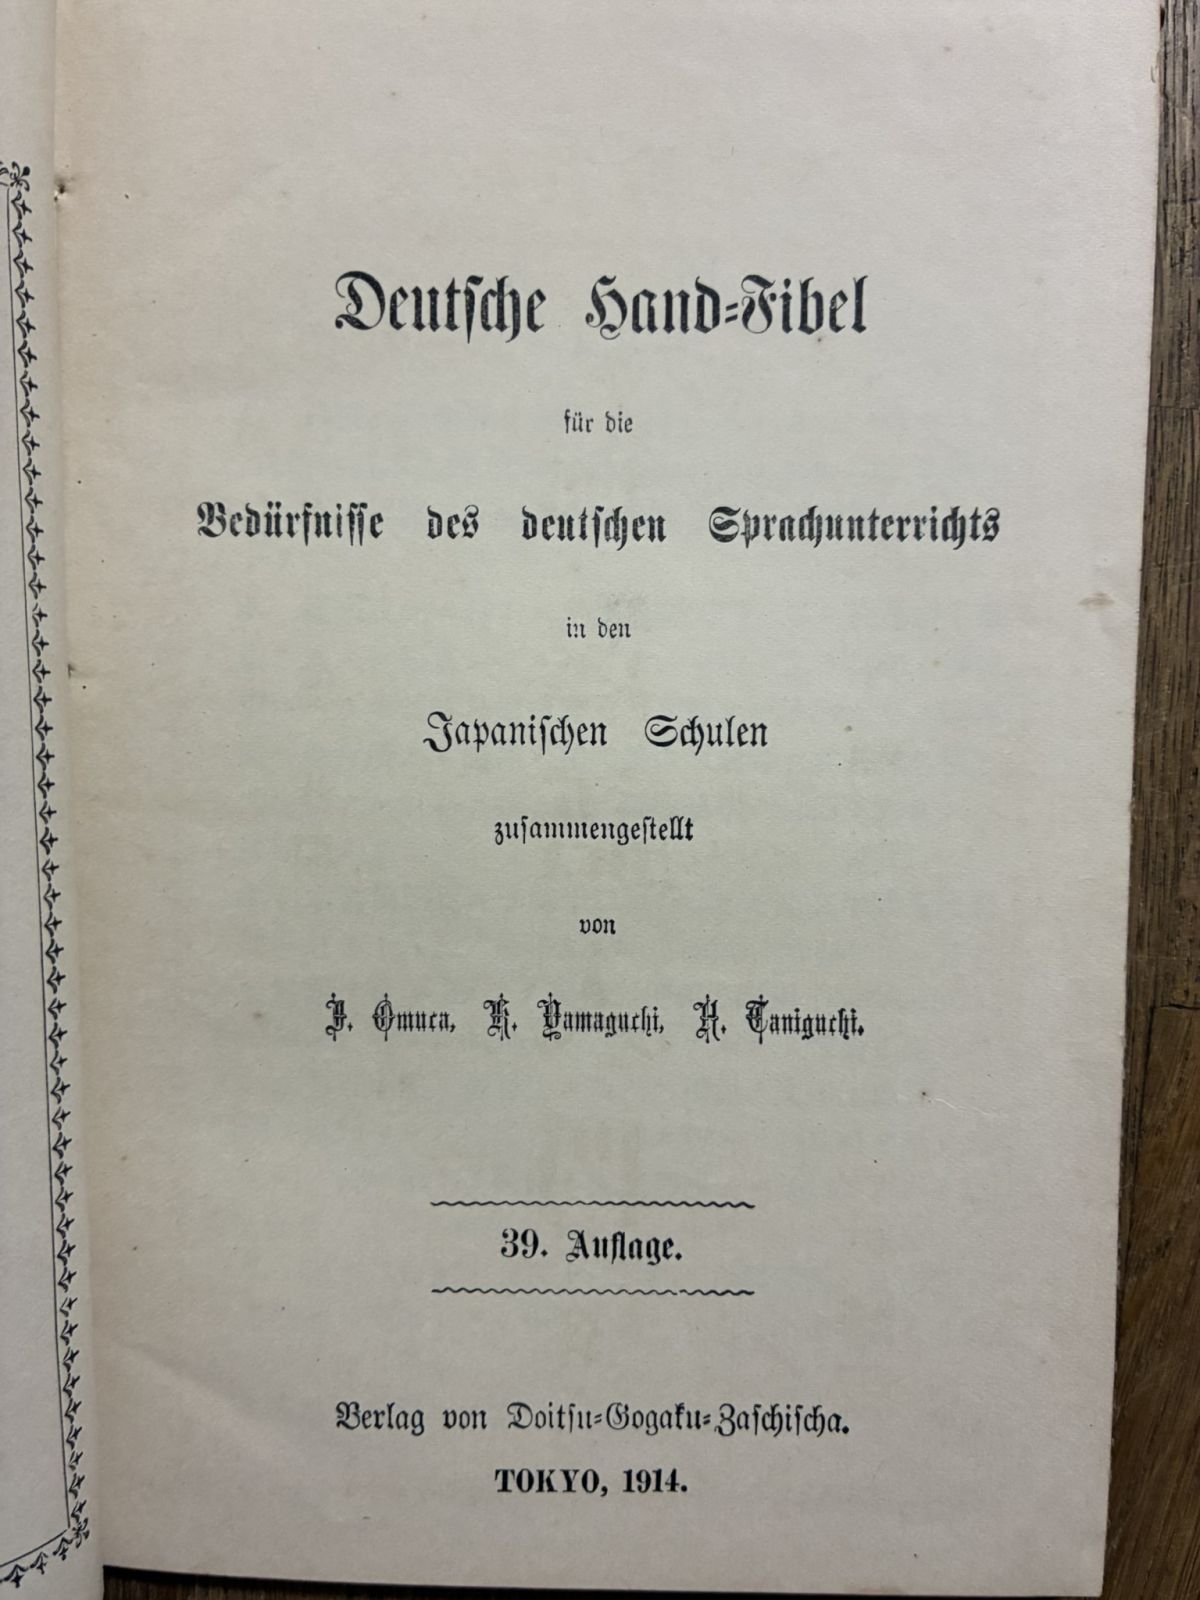 Deutsche Hand-Fibel
für die
Bedürfnisse des deutschen Sprachunterrichts
in den
Japanischen Schulen
zusammengestellt
von
J. Omura, K. Yamaguchi, H. Taniguchi.
39. Auflage.
Verlag von Doitsu-Gogaku-Zaschischa.
TOKYO, 1914.